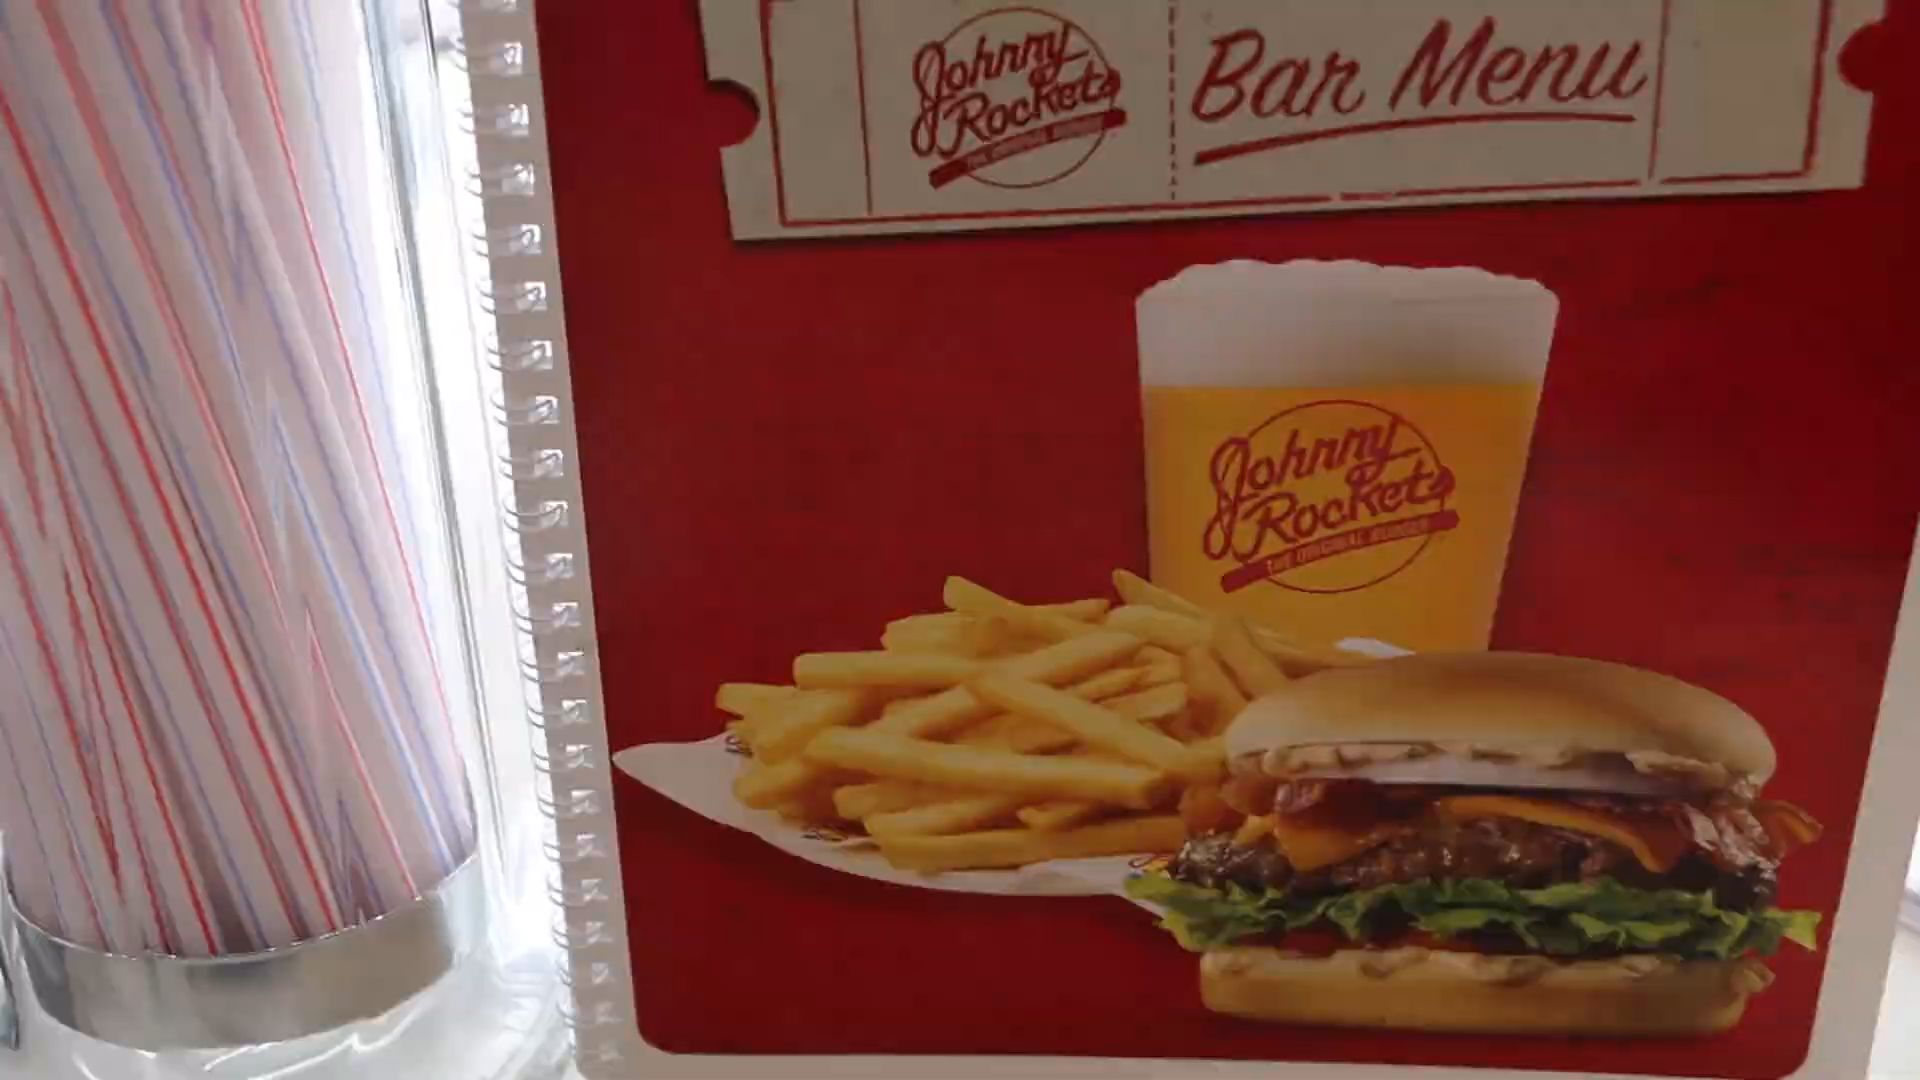 Johnny
Rockets
THE ORIGINAL BURGER
Bar Menu
Johnny
Rockets
THE ORIGINAL BURGER